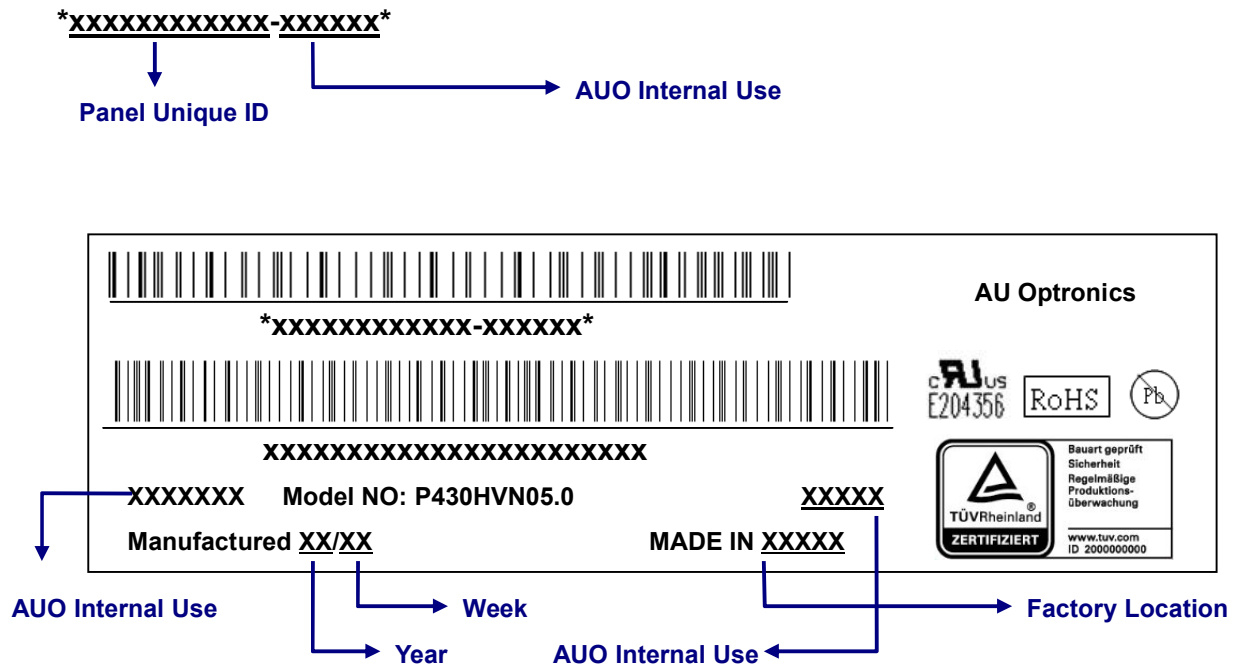 *xxxxxxxxxxxx-xxxxxx*
AUO Internal Use
Panel Unique ID
AU Optronics
*xxxxxxxxxxxx-xxxxxx*
c RU US
E204356
RoHS
Pb
xxxxxxxxxxxxxxxxxxxxxxx
Bauart geprüft
Sicherheit
Regelmäßige
Produktions-
überwachung
TÜVRheinland®
ZERTIFIZIERT
www.tuv.com
ID 2000000000
XXXXXXX Model NO: P430HVN05.0 XXXXX
Manufactured XX/XX MADE IN XXXXX
AUO Internal Use
Week
Factory Location
Year
AUO Internal Use